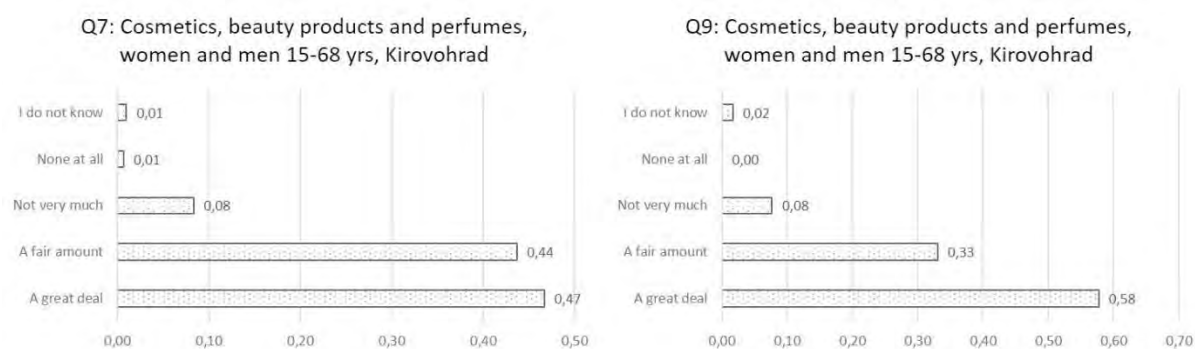 Q7: Cosmetics, beauty products and perfumes,
women and men 15-68 yrs, Kirovohrad
I do not know 0,01
None at all 0,01
Not very much 0,08
A fair amount 0,44
A great deal 0,47
0,00 0,10 0,20 0,30 0,40 0,50
Q9: Cosmetics, beauty products and perfumes,
women and men 15-68 yrs, Kirovohrad
I do not know 0,02
None at all 0,00
Not very much 0,08
A fair amount 0,33
A great deal 0,58
0,00 0,10 0,20 0,30 0,40 0,50 0,60 0,70